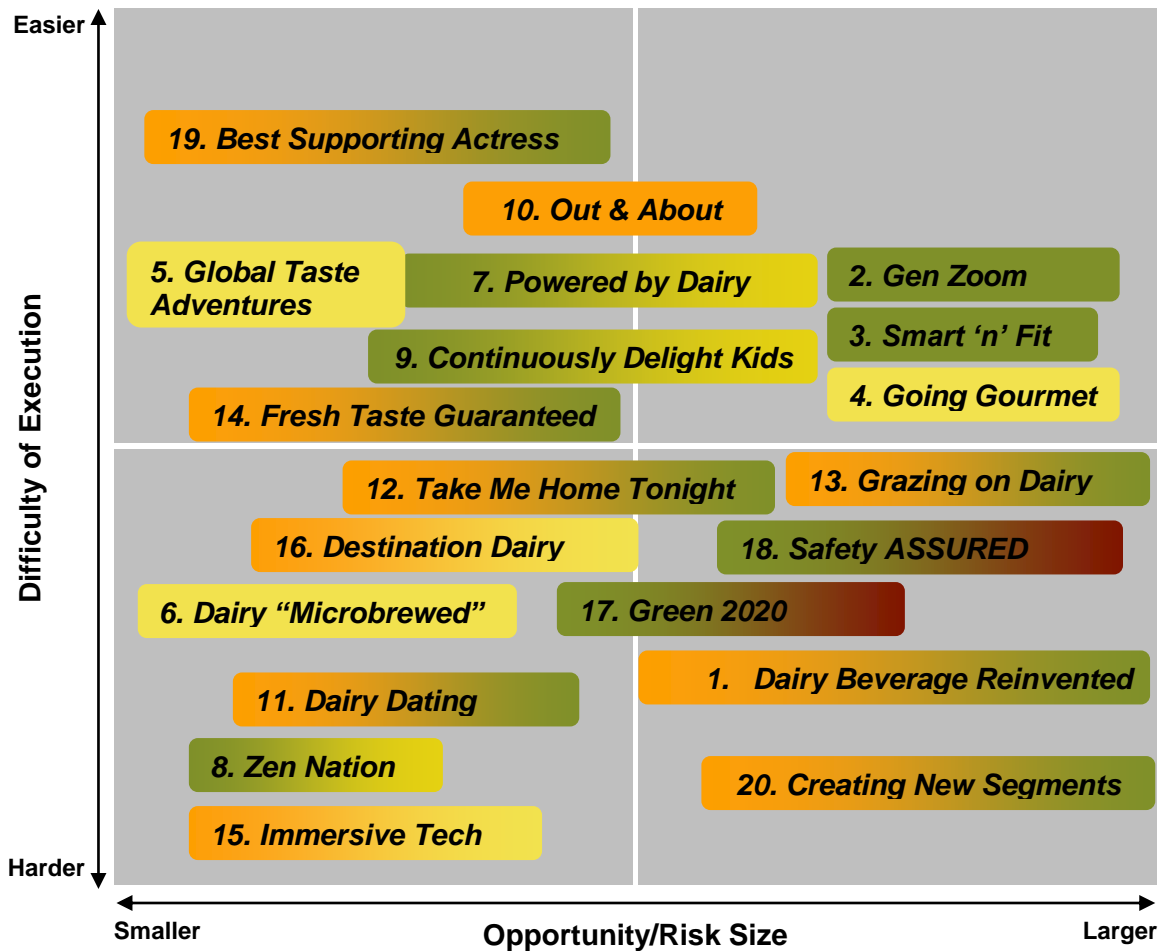 Easier
19. Best Supporting Actress
10. Out & About
5. Global Taste
Adventures
7. Powered by Dairy
2. Gen Zoom
3. Smart ‘n’ Fit
9. Continuously Delight Kids
4. Going Gourmet
14. Fresh Taste Guaranteed
Difficulty of Execution
12. Take Me Home Tonight
13. Grazing on Dairy
16. Destination Dairy
18. Safety ASSURED
6. Dairy “Microbrewed”
17. Green 2020
1. Dairy Beverage Reinvented
11. Dairy Dating
8. Zen Nation
20. Creating New Segments
15. Immersive Tech
Harder
Smaller
Opportunity/Risk Size
Larger